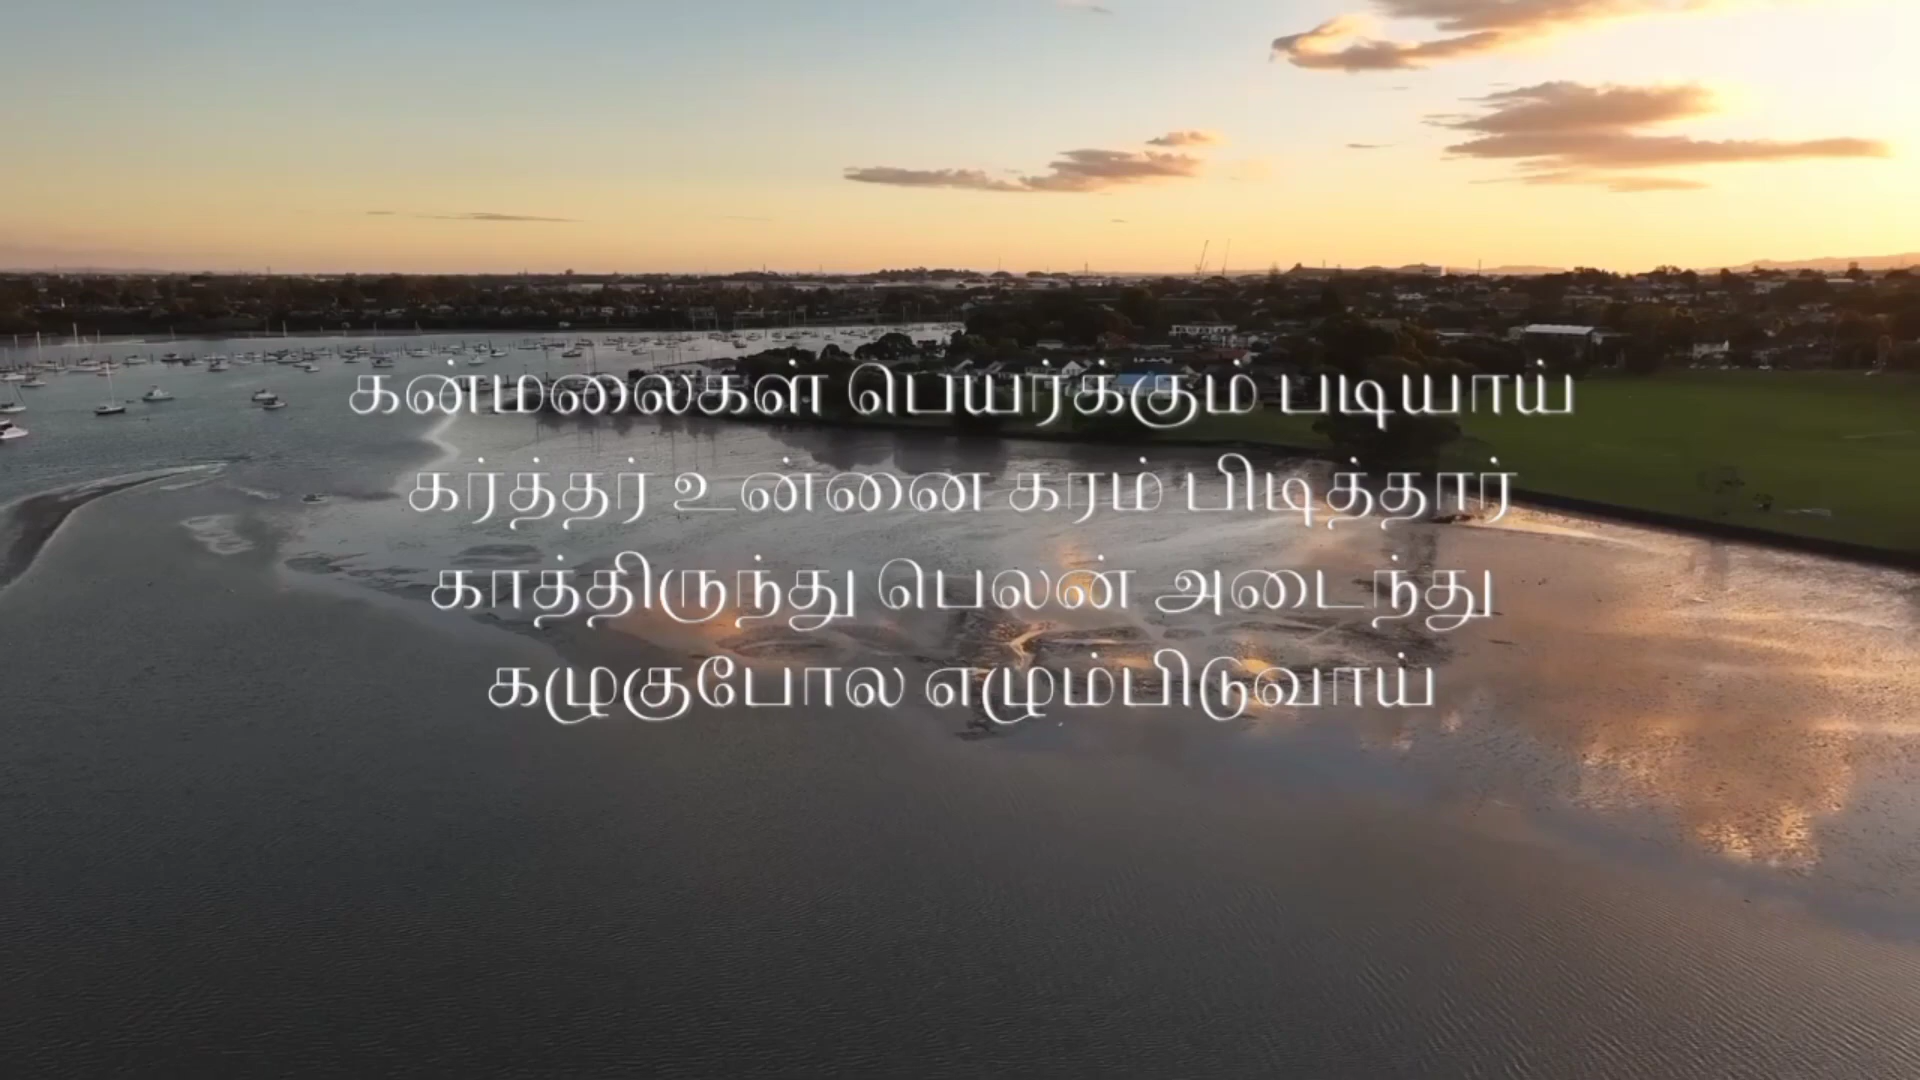 கன்மலைகள் பெயர்க்கும் படியாய்
கர்த்தர் உன்னை கரம் பிடித்தார்
காத்திருந்து பெலன் அடைந்து
கழுகுபோல எழும்பிடுவாய்